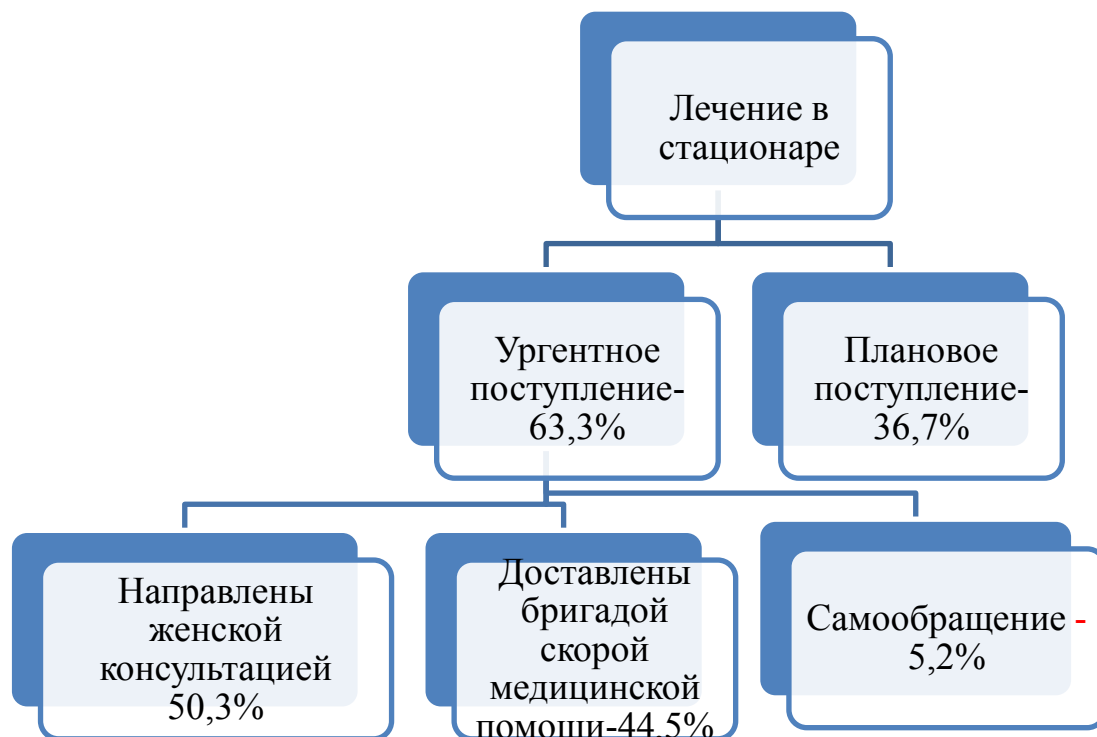 Лечение в
стационаре
Ургентное
поступление-
63,3%
Плановое
поступление-
36,7%
Направлены
женской
консультацией
50,3%
Доставлены
бригадой
скорой
медицинской
помощи-44,5%
Самообращение -
5,2%